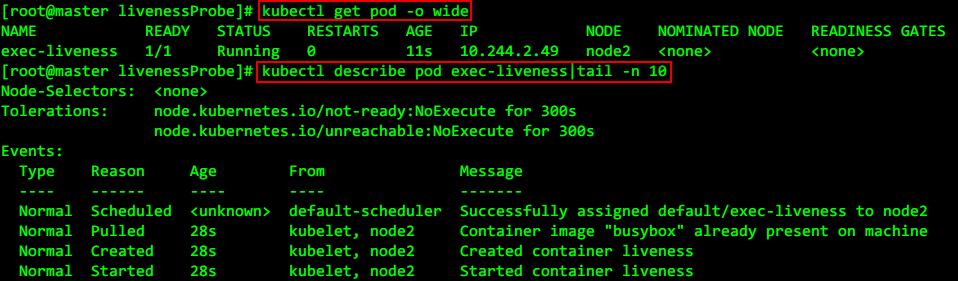 [root@master livenessProbe]# kubectl get pod -o wide
NAME            READY   STATUS    RESTARTS   AGE   IP            NODE    NOMINATED NODE   READINESS GATES
exec-liveness   1/1     Running   0          11s   10.244.2.49   node2   <none>           <none>
[root@master livenessProbe]# kubectl describe pod exec-liveness|tail -n 10
Node-Selectors:  <none>
Tolerations:     node.kubernetes.io/not-ready:NoExecute for 300s
                 node.kubernetes.io/unreachable:NoExecute for 300s
Events:
  Type    Reason     Age        From               Message
  ----    ------     ----       ----               -------
  Normal  Scheduled  <unknown>  default-scheduler  Successfully assigned default/exec-liveness to node2
  Normal  Pulled     28s        kubelet, node2     Container image "busybox" already present on machine
  Normal  Created    28s        kubelet, node2     Created container liveness
  Normal  Started    28s        kubelet, node2     Started container liveness